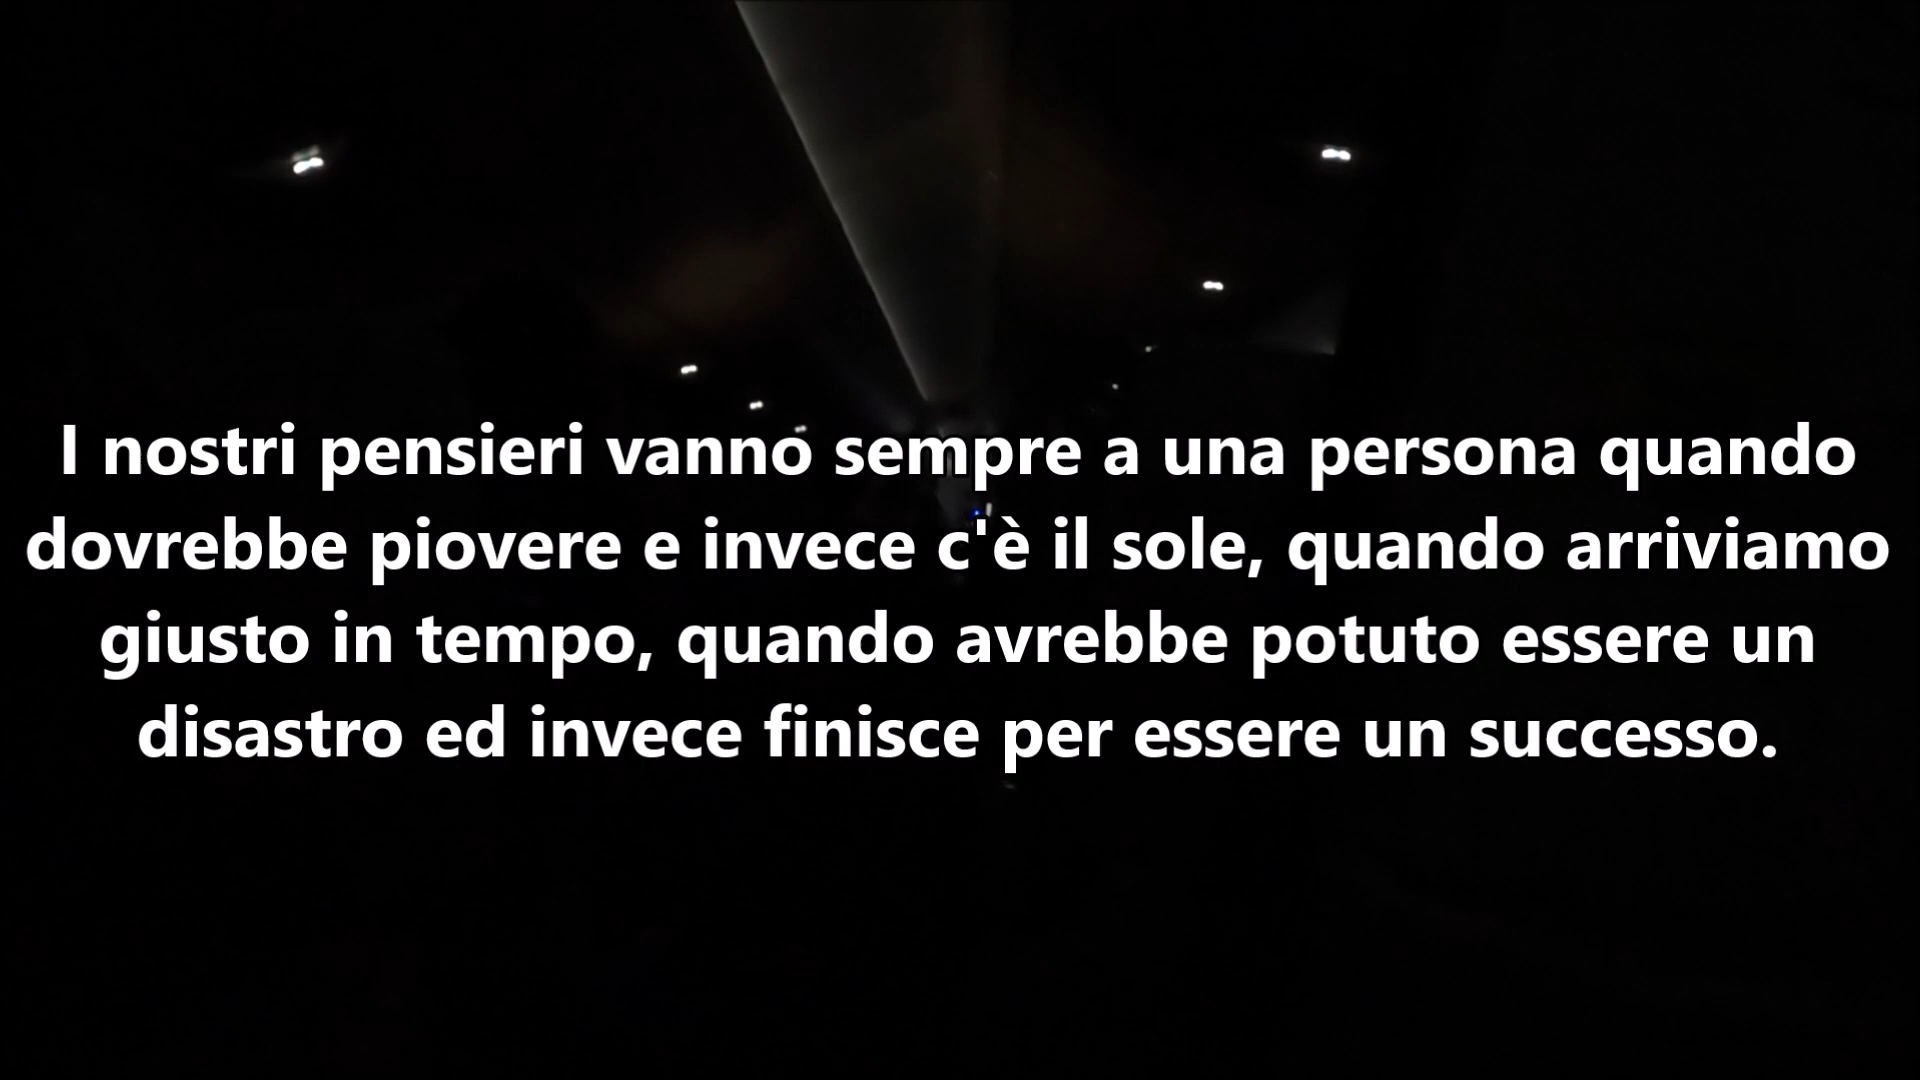 I nostri pensieri vanno sempre a una persona quando
dovrebbe piovere e invece c'è il sole, quando arriviamo
giusto in tempo, quando avrebbe potuto essere un
disastro ed invece finisce per essere un successo.